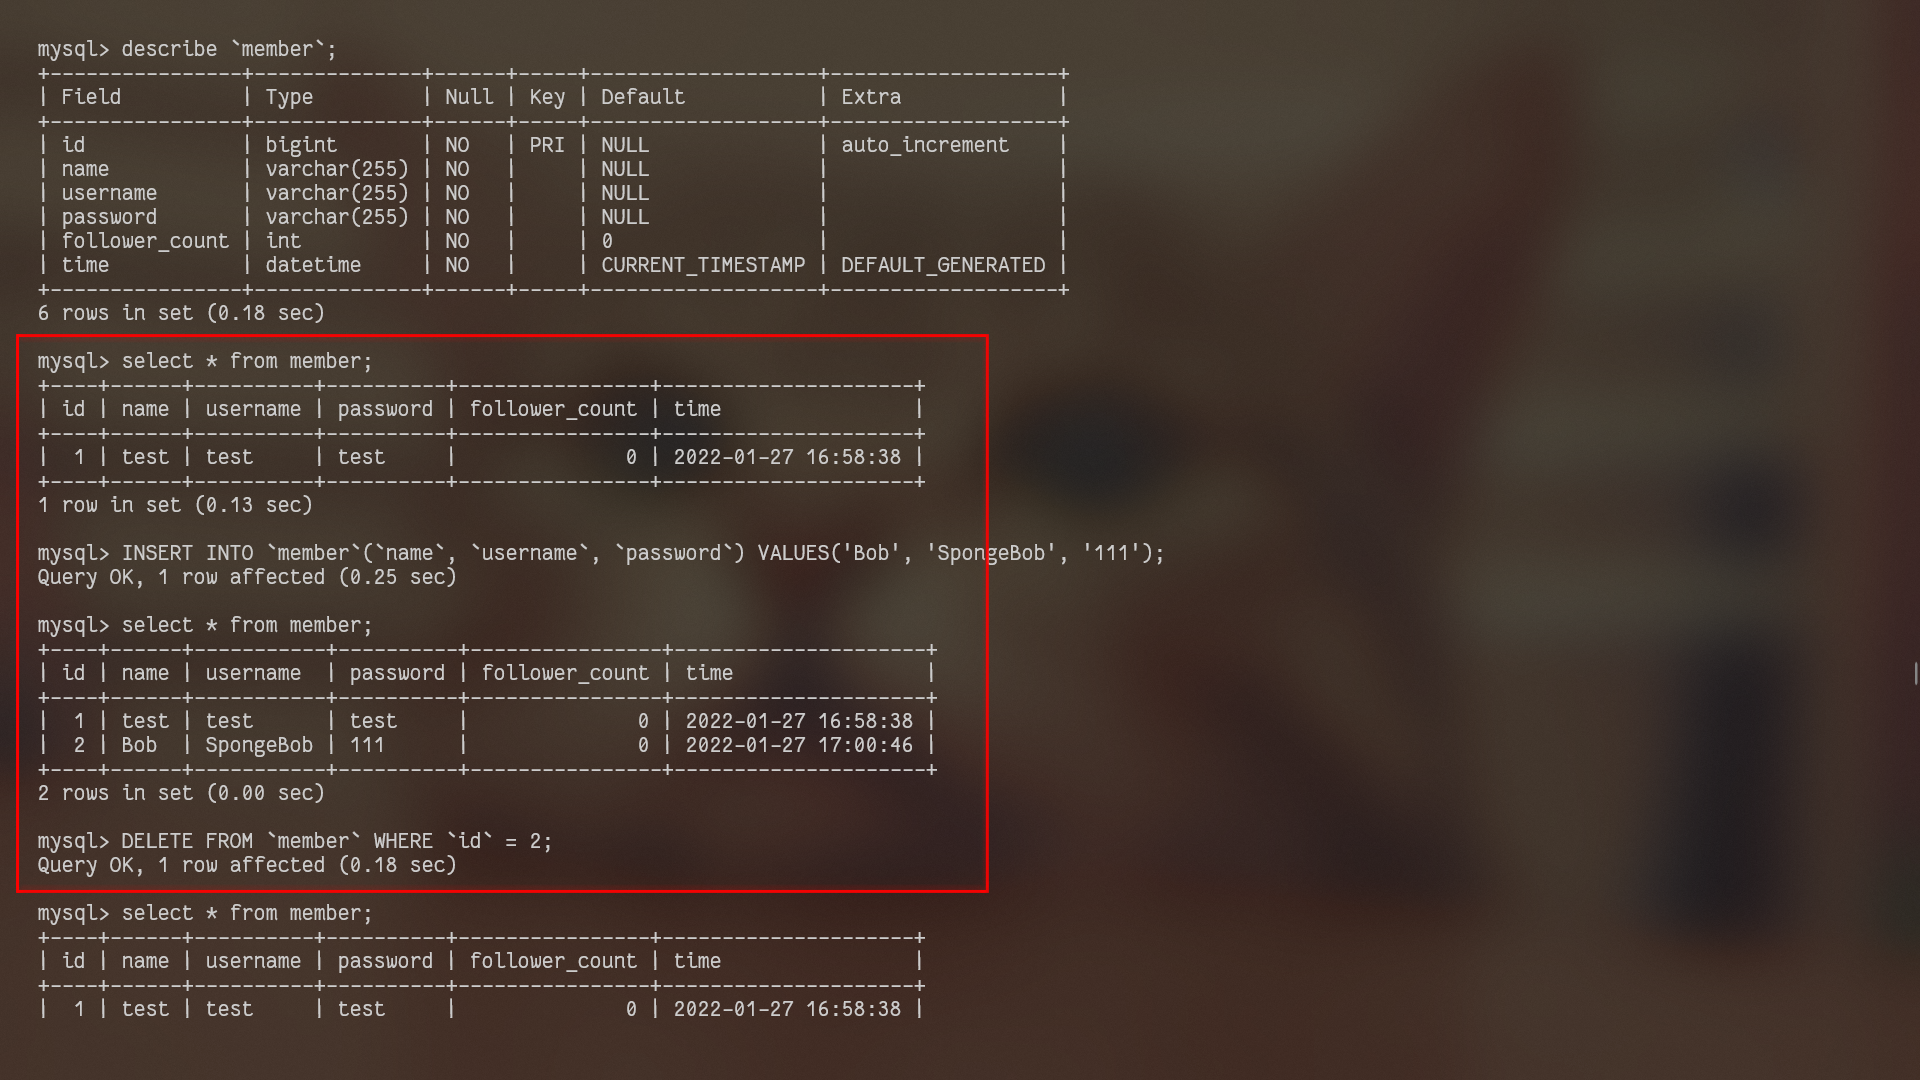 mysql> describe `member`;
+----------------+--------------+------+-----+-------------------+-------------------+
| Field          | Type         | Null | Key | Default           | Extra             |
+----------------+--------------+------+-----+-------------------+-------------------+
| id             | bigint       | NO   | PRI | NULL              | auto_increment    |
| name           | varchar(255) | NO   |     | NULL              |                   |
| username       | varchar(255) | NO   |     | NULL              |                   |
| password       | varchar(255) | NO   |     | NULL              |                   |
| follower_count | int          | NO   |     | 0                 |                   |
| time           | datetime     | NO   |     | CURRENT_TIMESTAMP | DEFAULT_GENERATED |
+----------------+--------------+------+-----+-------------------+-------------------+
6 rows in set (0.18 sec)
mysql> select * from member;
+----+------+----------+----------+----------------+---------------------+
| id | name | username | password | follower_count | time                |
+----+------+----------+----------+----------------+---------------------+
|  1 | test | test     | test     |              0 | 2022-01-27 16:58:38 |
+----+------+----------+----------+----------------+---------------------+
1 row in set (0.13 sec)
mysql> INSERT INTO `member`(`name`, `username`, `password`) VALUES('Bob', 'SpongeBob', '111');
Query OK, 1 row affected (0.25 sec)
mysql> select * from member;
+----+------+-----------+----------+----------------+---------------------+
| id | name | username  | password | follower_count | time                |
+----+------+-----------+----------+----------------+---------------------+
|  1 | test | test      | test     |              0 | 2022-01-27 16:58:38 |
|  2 | Bob  | SpongeBob | 111      |              0 | 2022-01-27 17:00:46 |
+----+------+-----------+----------+----------------+---------------------+
2 rows in set (0.00 sec)
mysql> DELETE FROM `member` WHERE `id` = 2;
Query OK, 1 row affected (0.18 sec)
mysql> select * from member;
+----+------+----------+----------+----------------+---------------------+
| id | name | username | password | follower_count | time                |
+----+------+----------+----------+----------------+---------------------+
|  1 | test | test     | test     |              0 | 2022-01-27 16:58:38 |